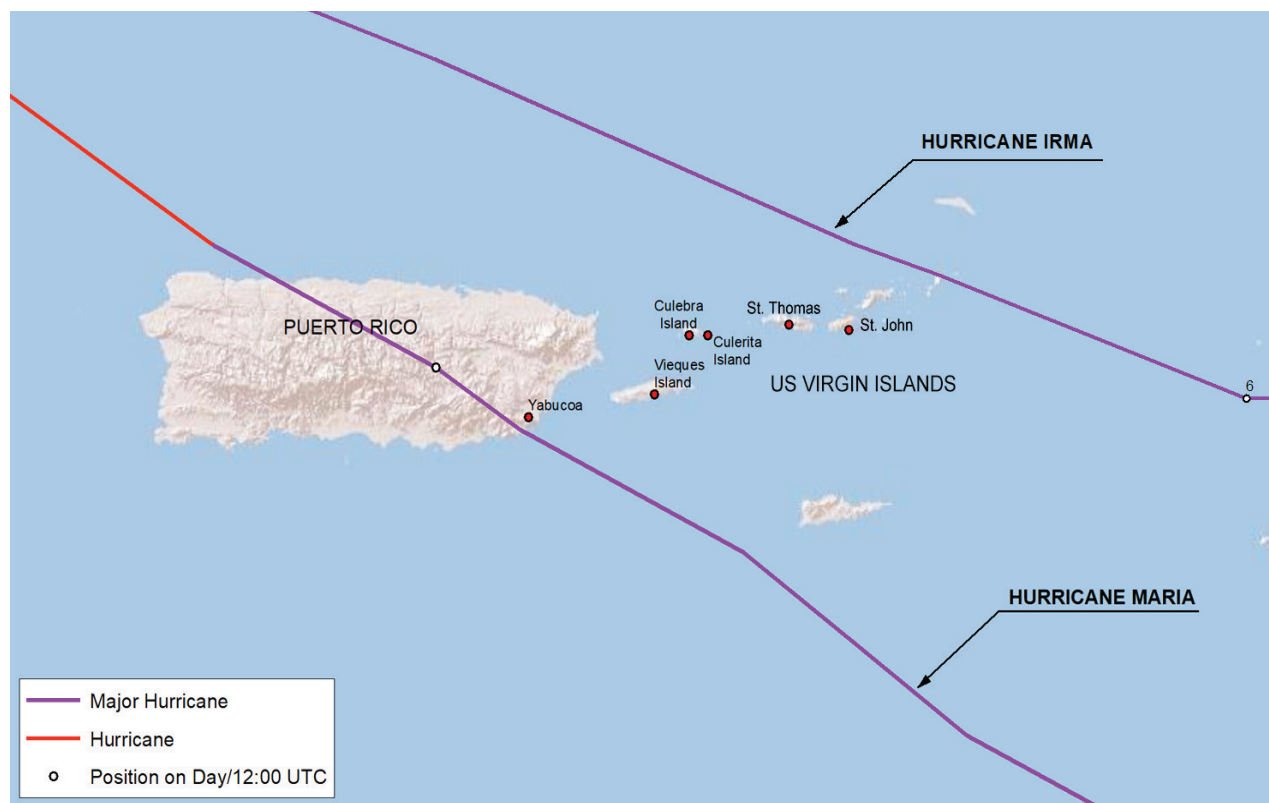 HURRICANE IRMA
PUERTO RICO
Culebra
Island
St. Thomas
St. John
Culerita
Island
Vieques
Island
US VIRGIN ISLANDS
6
Yabucoa
HURRICANE MARIA
Major Hurricane
Hurricane
Position on Day/12:00 UTC